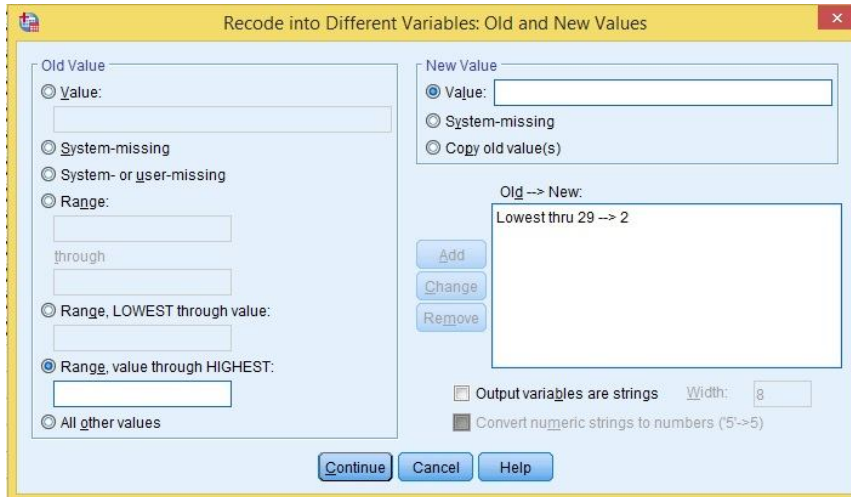 Recode into Different Variables: Old and New Values
Old Value
Value:
System-missing
System- or user-missing
Range:
through
Range, LOWEST through value:
Range, value through HIGHEST:
All other values
New Value
Value:
System-missing
Copy old value(s)
Old --> New:
Lowest thru 29 --> 2
Add
Change
Remove
Output variables are strings
Width:
8
Convert numeric strings to numbers ('5'->5)
Continue
Cancel
Help